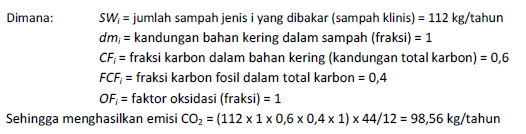 Dimana: SWᵢ = jumlah sampah jenis i yang dibakar (sampah klinis) = 112 kg/tahun
dmᵢ = kandungan bahan kering dalam sampah (fraksi) = 1
CFᵢ = fraksi karbon dalam bahan kering (kandungan total karbon) = 0,6
FCFᵢ = fraksi karbon fosil dalam total karbon = 0,4
OFᵢ = faktor oksidasi (fraksi) = 1
Sehingga menghasilkan emisi CO₂ = (112 x 1 x 0,6 x 0,4 x 1) x 44/12 = 98,56 kg/tahun